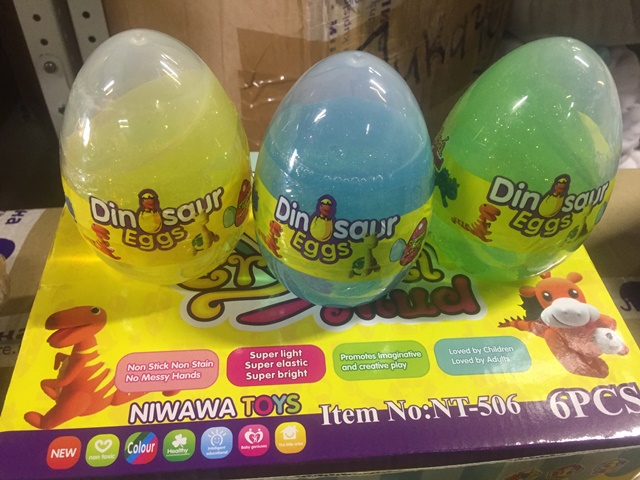 Dinosaur
Eggs
Dinosaur
Eggs
Dinosaur
Eggs
Non Stick Non Stain
No Messy Hands
Super light
Super elastic
Super bright
Promotes Imaginative
and creative play
Loved by Children
Loved by Adults
NIWAWA TOYS
Item No:NT-506
6PCS
NEW
non toxic
Colour
Healthy